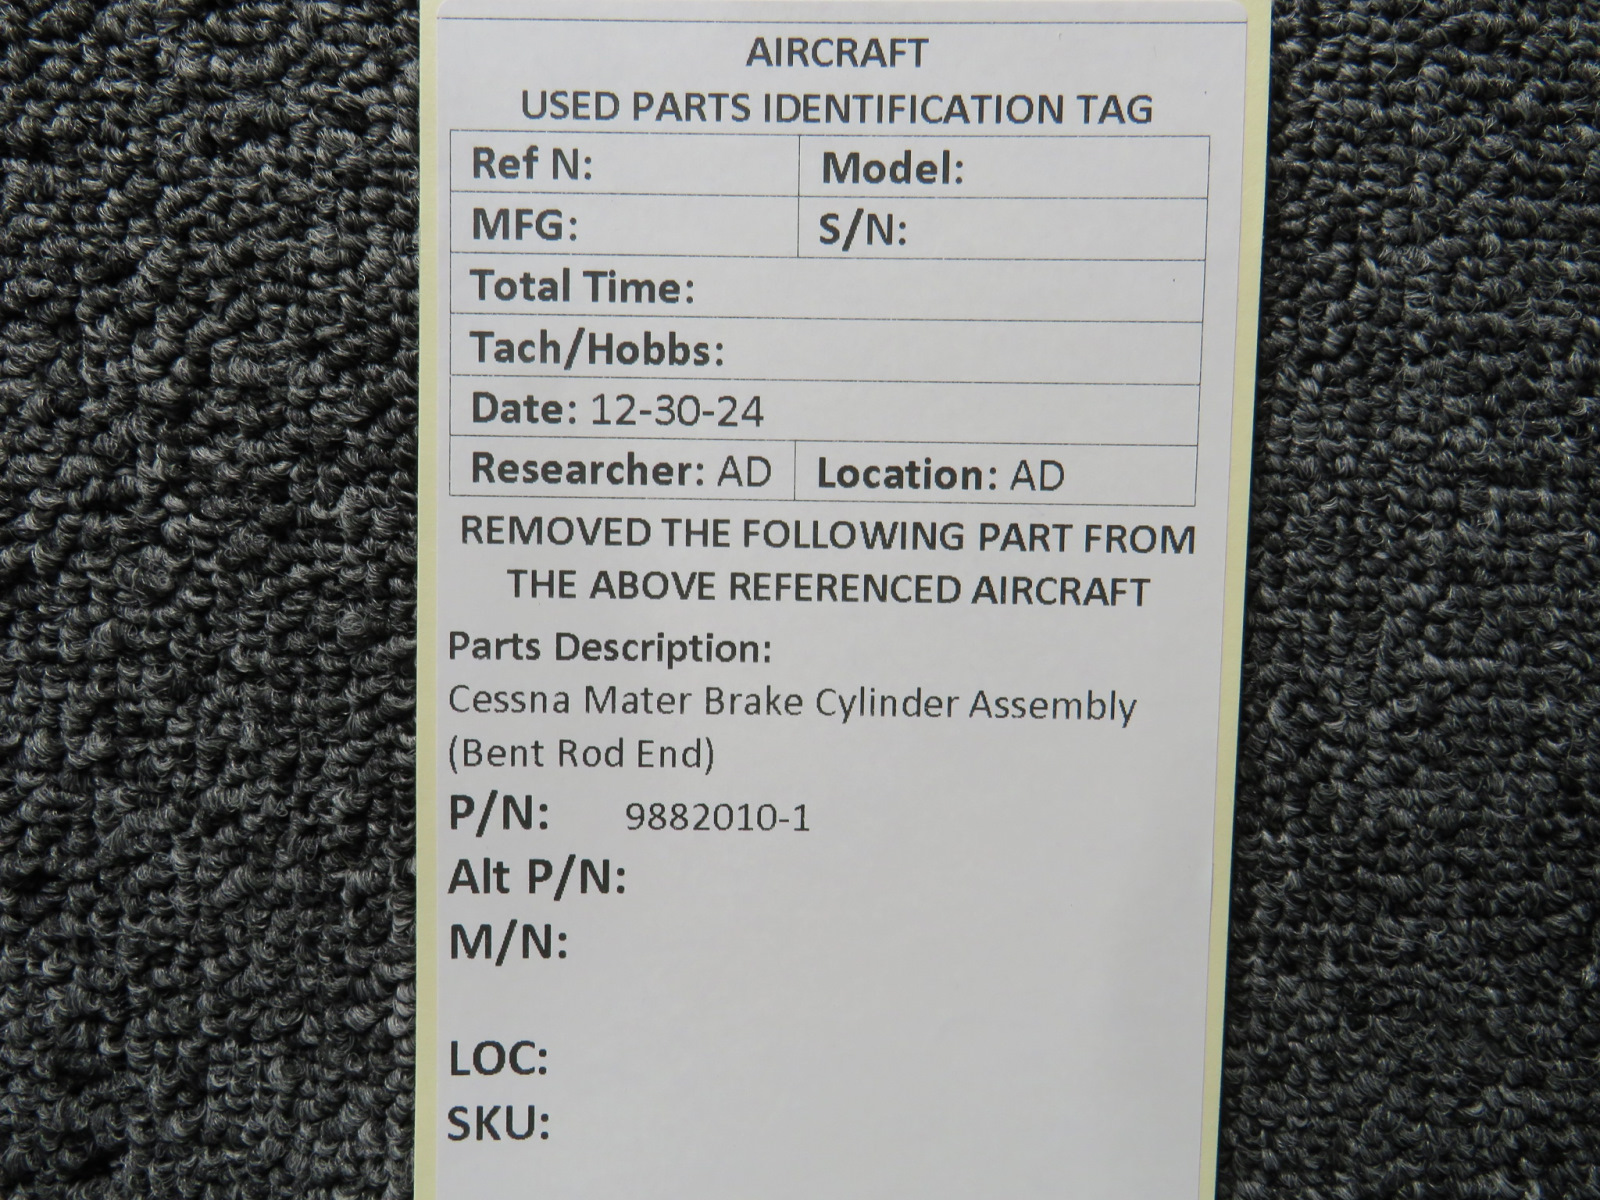 AIRCRAFT
USED PARTS IDENTIFICATION TAG
Ref N: Model:
MFG: S/N:
Total Time:
Tach/Hobbs:
Date: 12-30-24
Researcher: AD Location: AD
REMOVED THE FOLLOWING PART FROM
THE ABOVE REFERENCED AIRCRAFT
Parts Description:
Cessna Mater Brake Cylinder Assembly
(Bent Rod End)
P/N: 9882010-1
Alt P/N:
M/N:
LOC:
SKU: